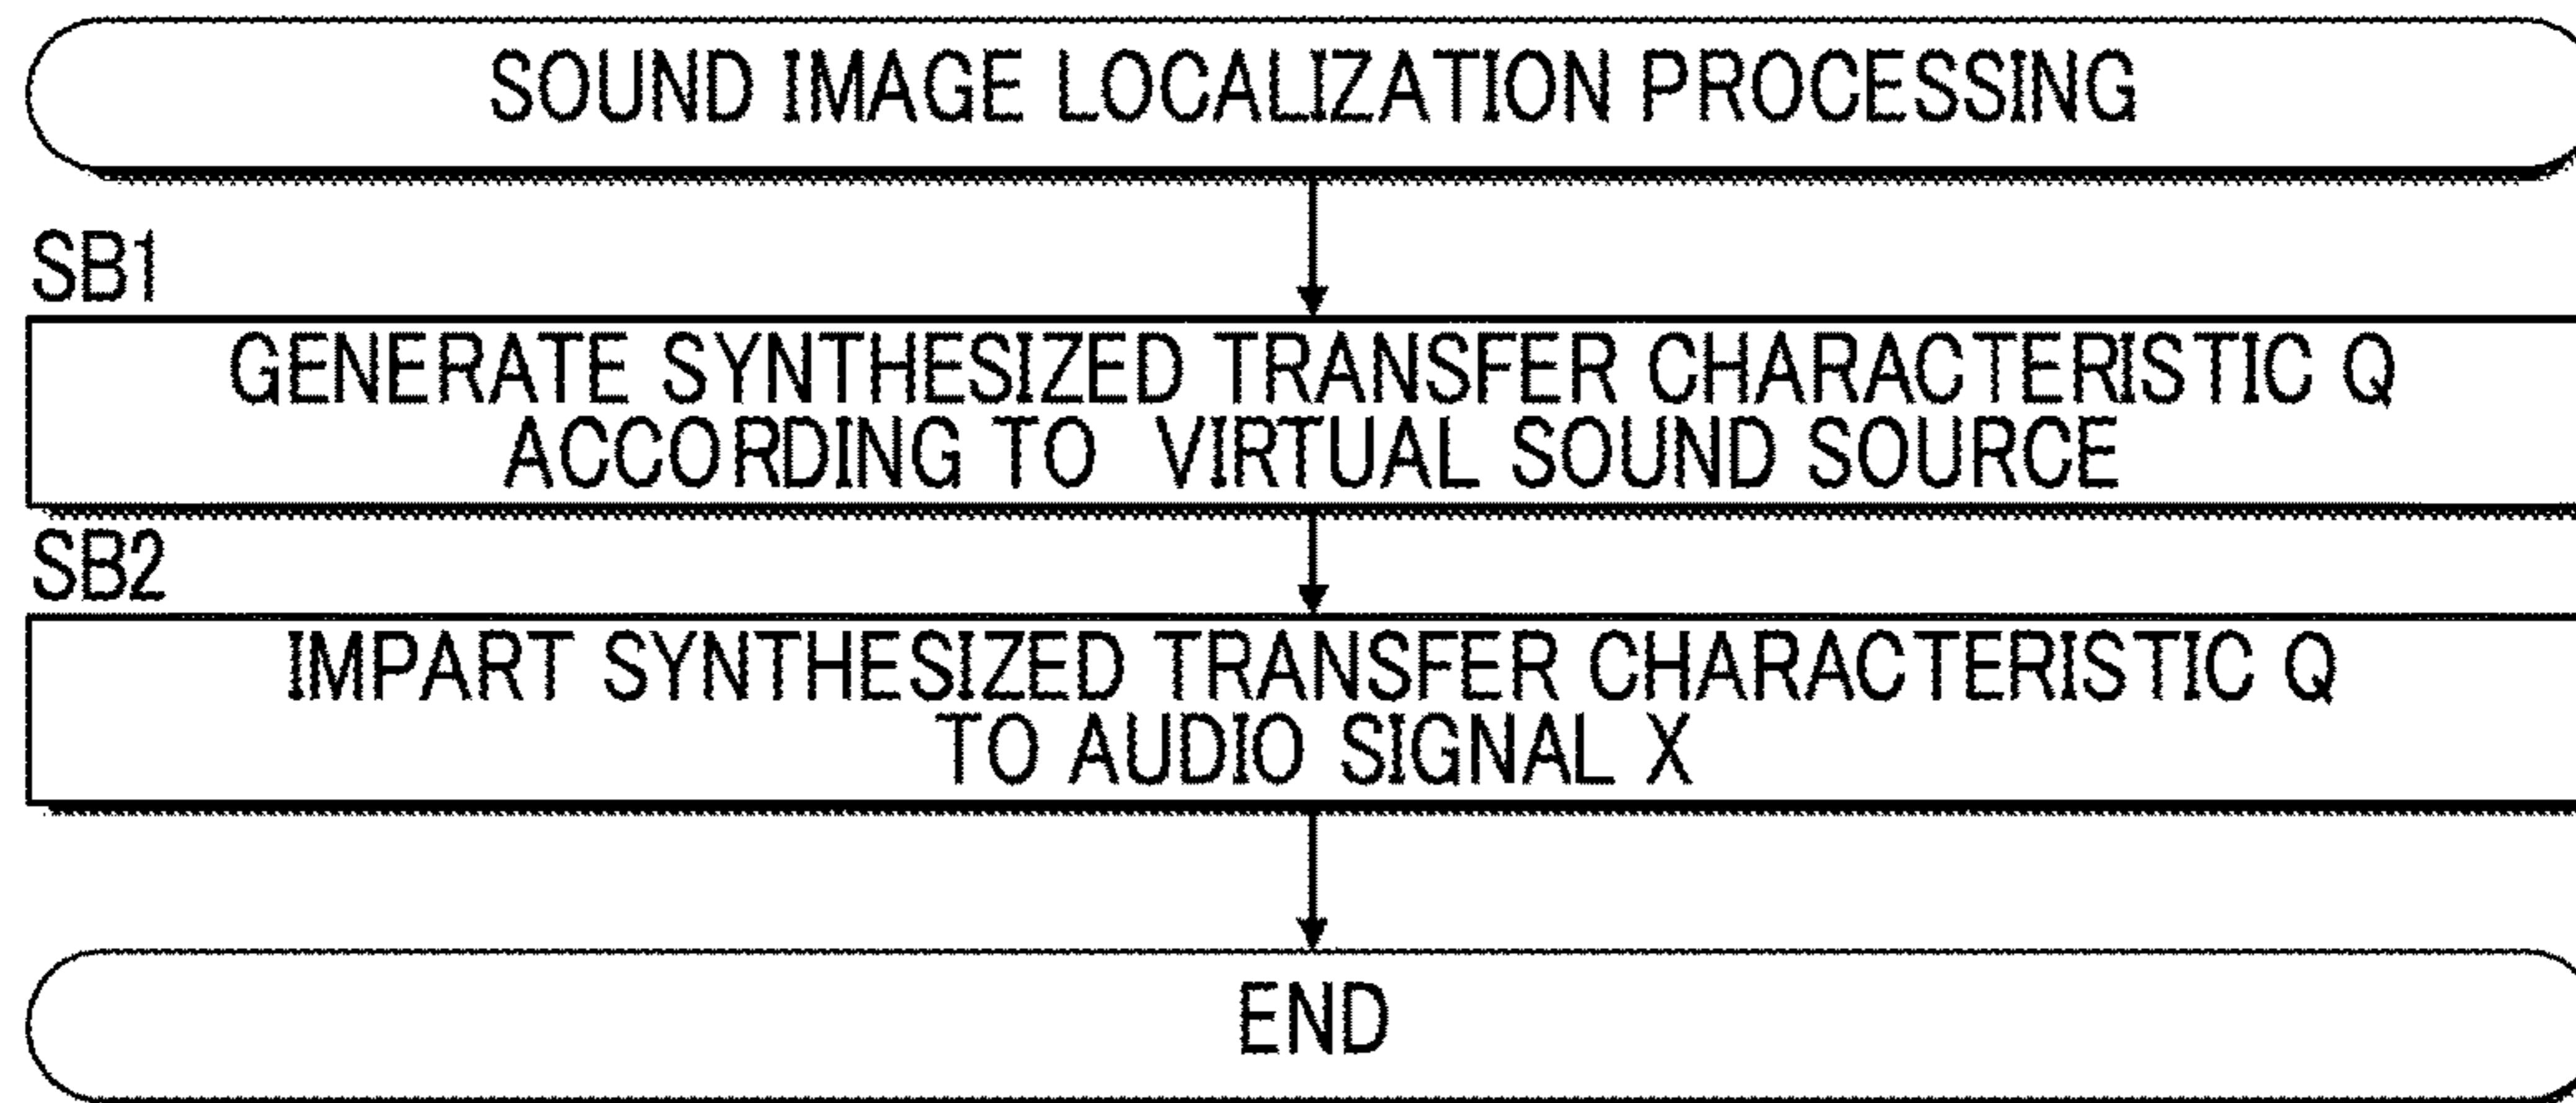 SOUND IMAGE LOCALIZATION PROCESSING
SB1
GENERATE SYNTHESIZED TRANSFER CHARACTERISTIC Q
ACCORDING TO VIRTUAL SOUND SOURCE
SB2
IMPART SYNTHESIZED TRANSFER CHARACTERISTIC Q
TO AUDIO SIGNAL X
END